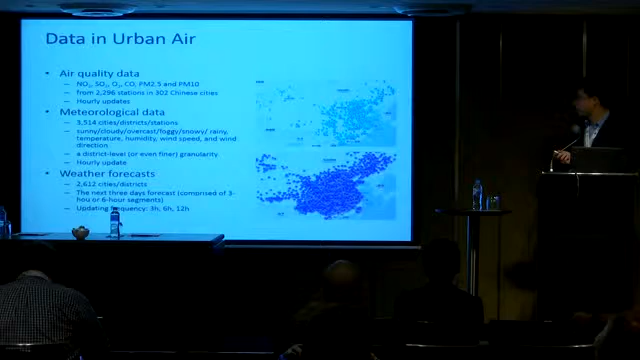 Data in Urban Air
• Air quality data
— NO₂, SO₂, O₃, CO, PM2.5 and PM10
— from 2,296 stations in 302 Chinese cities
— Hourly updates
• Meteorological data
— 3,514 cities/districts/stations
— sunny/cloudy/overcast/foggy/snowy/ rainy,
temperature, humidity, wind speed, and wind
direction
— a district-level (or even finer) granularity.
— Hourly update
• Weather forecasts
— 2,612 cities/districts
— The next three days forecast (comprised of 3-
hou or 6-hour segments)
— Updating frequency: 3h, 6h, 12h